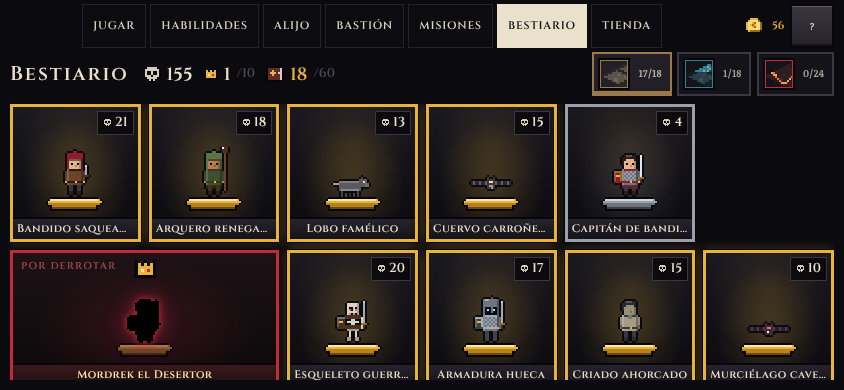 JUGAR
HABILIDADES
ALIJO
BASTIÓN
MISIONES
BESTIARIO
TIENDA
56
?
BESTIARIO 155 1 /10 18 /60
17/18
1/18
0/24
21
BANDIDO SAQUEA...
18
ARQUERO RENEGA...
13
LOBO FAMÉLICO
15
CUERVO CARROÑE...
4
CAPITÁN DE BANDI...
POR DERROTAR
MORDREK EL DESERTOR
20
ESQUELETO GUERR...
17
ARMADURA HUECA
15
CRIADO AHORCADO
10
MURCIÉLAGO CAVE...